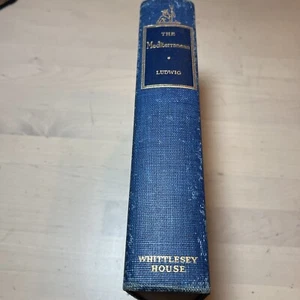 THE
Mediterranean
LUDWIG
WHITTLESEY
HOUSE